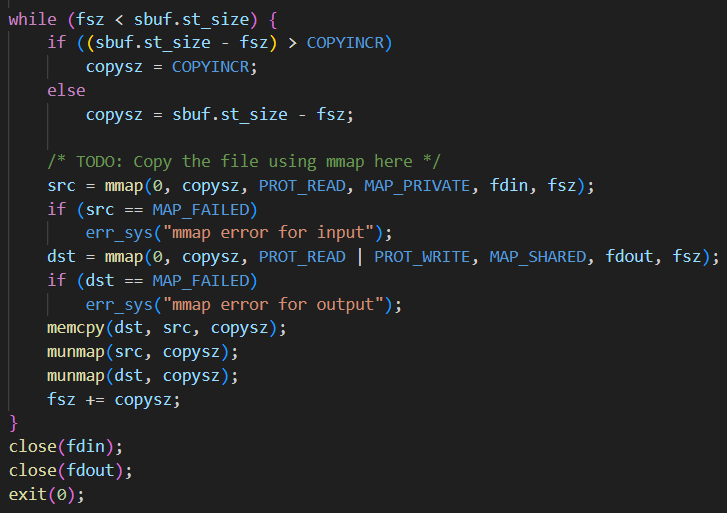 while (fsz < sbuf.st_size) {
    if ((sbuf.st_size - fsz) > COPYINCR)
        copysz = COPYINCR;
    else
        copysz = sbuf.st_size - fsz;

    /* TODO: Copy the file using mmap here */
    src = mmap(0, copysz, PROT_READ, MAP_PRIVATE, fdin, fsz);
    if (src == MAP_FAILED)
        err_sys("mmap error for input");
    dst = mmap(0, copysz, PROT_READ | PROT_WRITE, MAP_SHARED, fdout, fsz);
    if (dst == MAP_FAILED)
        err_sys("mmap error for output");
    memcpy(dst, src, copysz);
    munmap(src, copysz);
    munmap(dst, copysz);
    fsz += copysz;
}
close(fdin);
close(fdout);
exit(0);